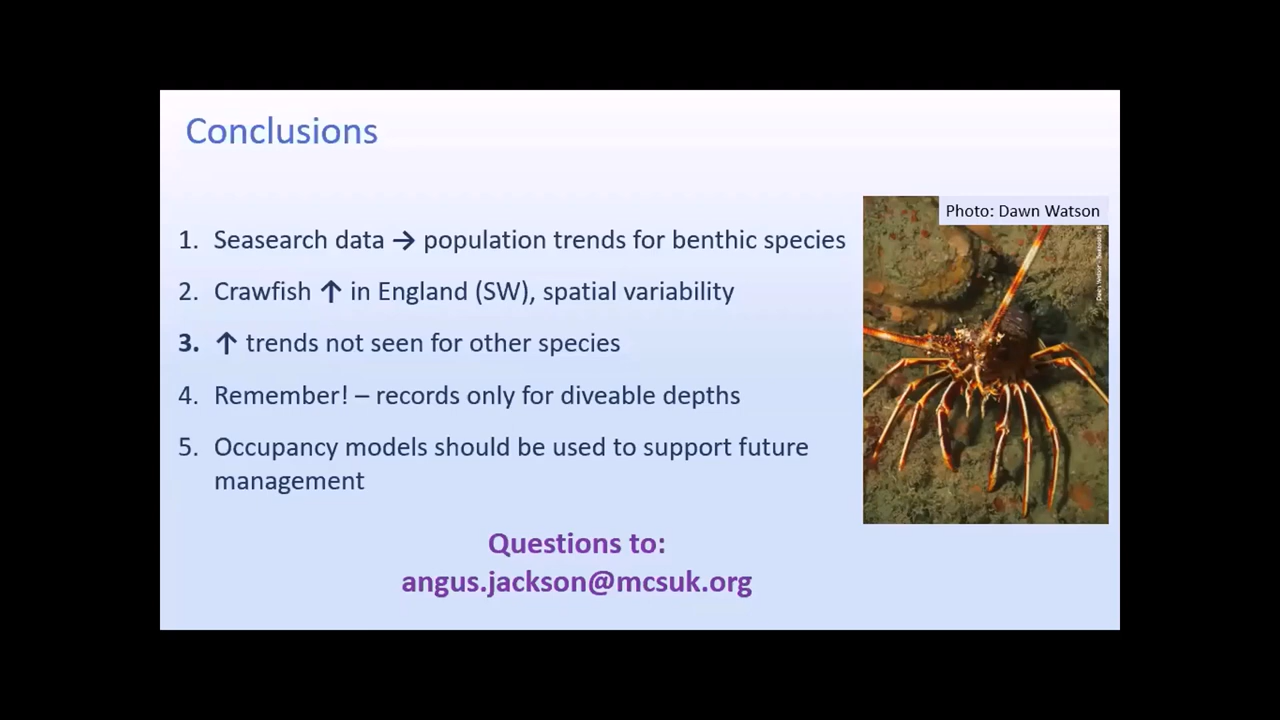 Conclusions
Photo: Dawn Watson
1. Seasearch data → population trends for benthic species
2. Crawfish ↑ in England (SW), spatial variability
3. ↑ trends not seen for other species
4. Remember! – records only for diveable depths
5. Occupancy models should be used to support future
management
Questions to:
angus.jackson@mcsuk.org